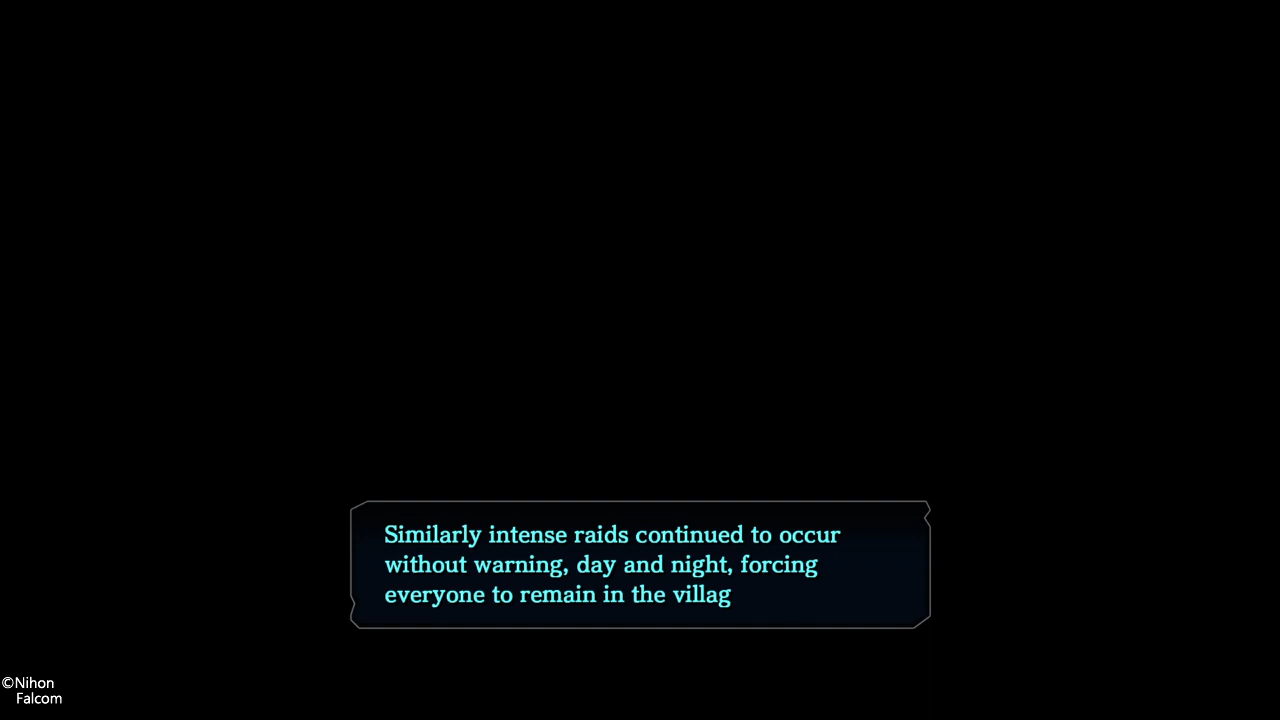 Similarly intense raids continued to occur
without warning, day and night, forcing
everyone to remain in the villag
©Nihon
Falcom